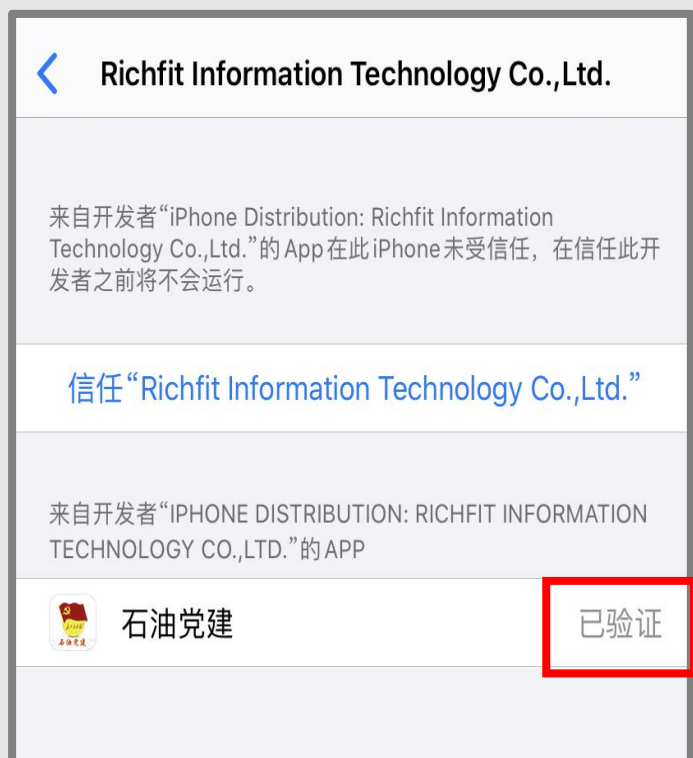 Richfit Information Technology Co.,Ltd.
来自开发者“iPhone Distribution: Richfit Information
Technology Co.,Ltd.”的App在此iPhone未受信任，在信任此开
发者之前将不会运行。
信任“Richfit Information Technology Co.,Ltd.”
来自开发者“IPHONE DISTRIBUTION: RICHFIT INFORMATION
TECHNOLOGY CO.,LTD.”的APP
石油党建
石油党建
已验证